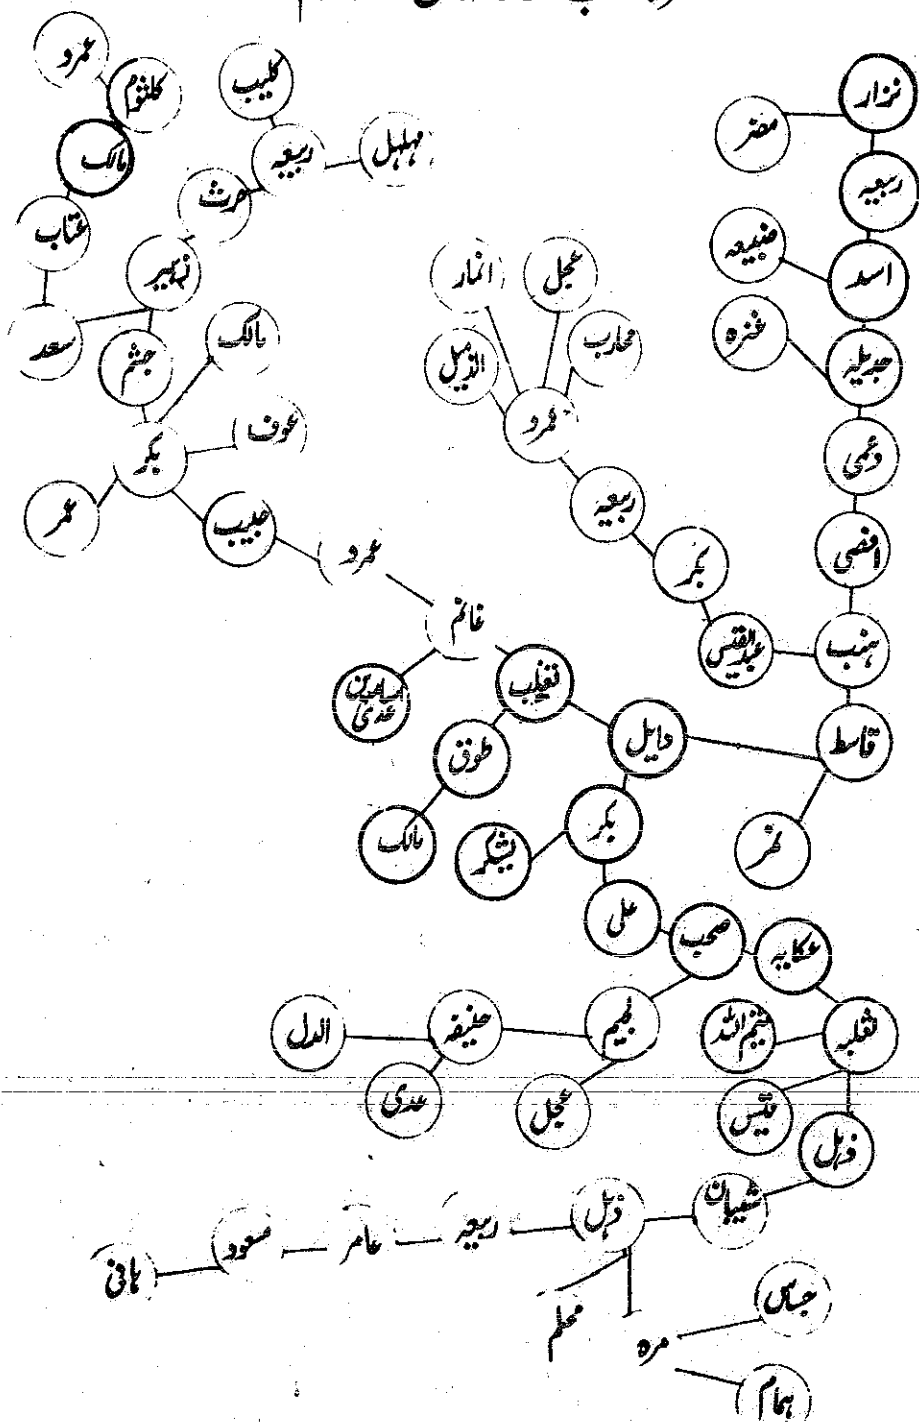 عمرو
کلثوم
کلیب
نزار
مضر
مالک
ربیعہ
مہلہل
حرث
ربیعہ
عتاب
زہیر
انمار
عجل
ضبیعہ
اسد
سعد
جشم
مالک
الدیل
محارب
عنزہ
جدیلہ
عمرو
بکر
عوف
دعمی
عمر
حبیب
ربیعہ
عمرو
بکر
افصی
غانم
عبدالقیس
ہنب
تغلب
وایل
قاسط
طوق
مالک
یشکر
بکر
نمر
علی
صعب
عکابہ
الدل
حنیفہ
لجیم
تیم اللہ
ثعلبہ
عدی
عجل
قیس
ذہل
ہانی
مسعود
عامر
ربیعہ
ذہل
شیبان
محلم
مرہ
جساس
ہمام